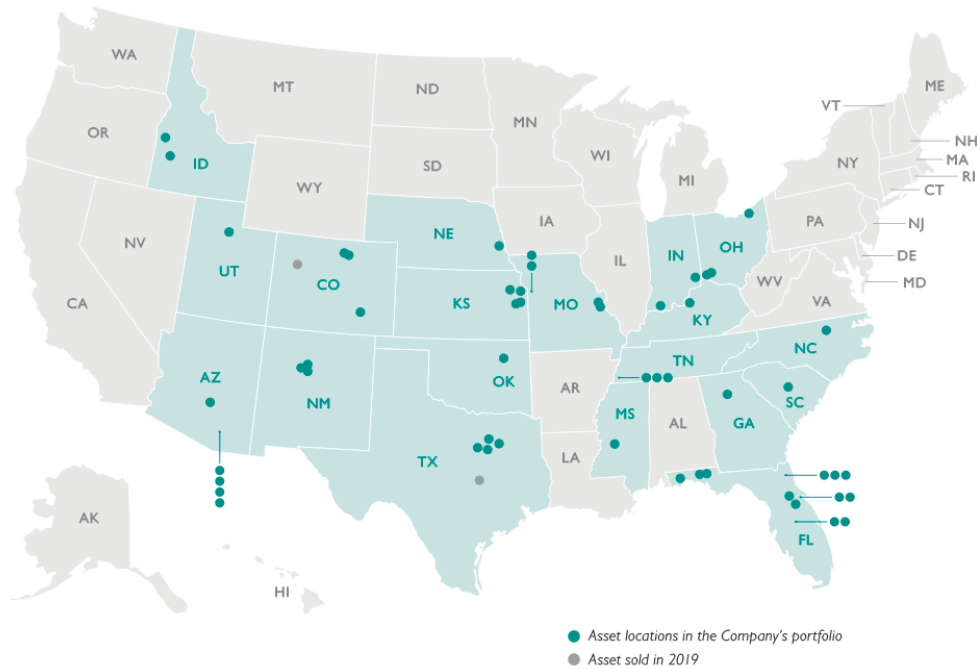 WA
MT
ND
MN
ME
VT
OR
ID
SD
WI
MI
NY
NH
MA
RI
CT
WY
IA
PA
NJ
NE
OH
IN
IL
DE
MD
NV
UT
CO
KS
MO
WV
VA
KY
CA
NC
TN
AZ
NM
OK
AR
SC
MS
AL
GA
TX
LA
FL
AK
HI
Asset locations in the Company's portfolio
Asset sold in 2019